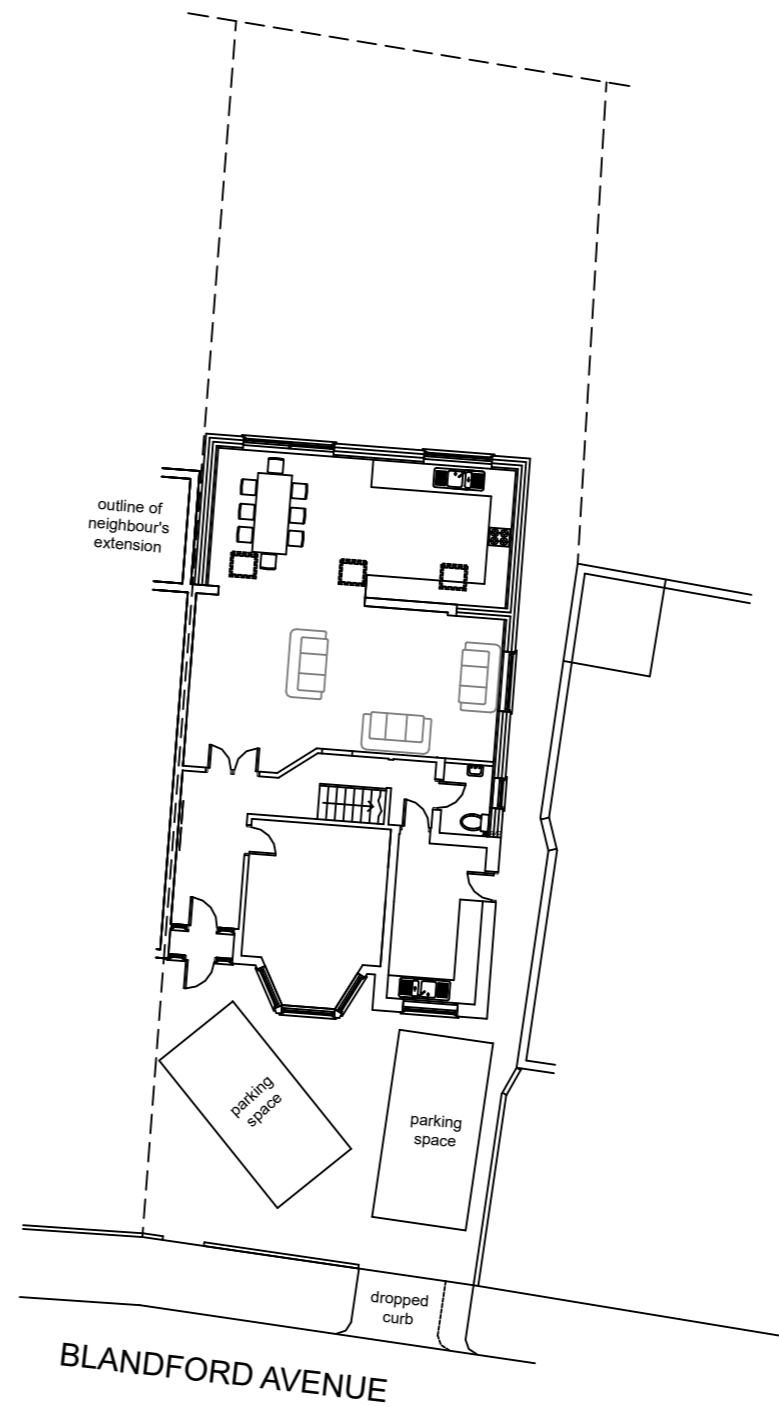 outline of
neighbour's
extension
parking
space
parking
space
dropped
curb
BLANDFORD AVENUE